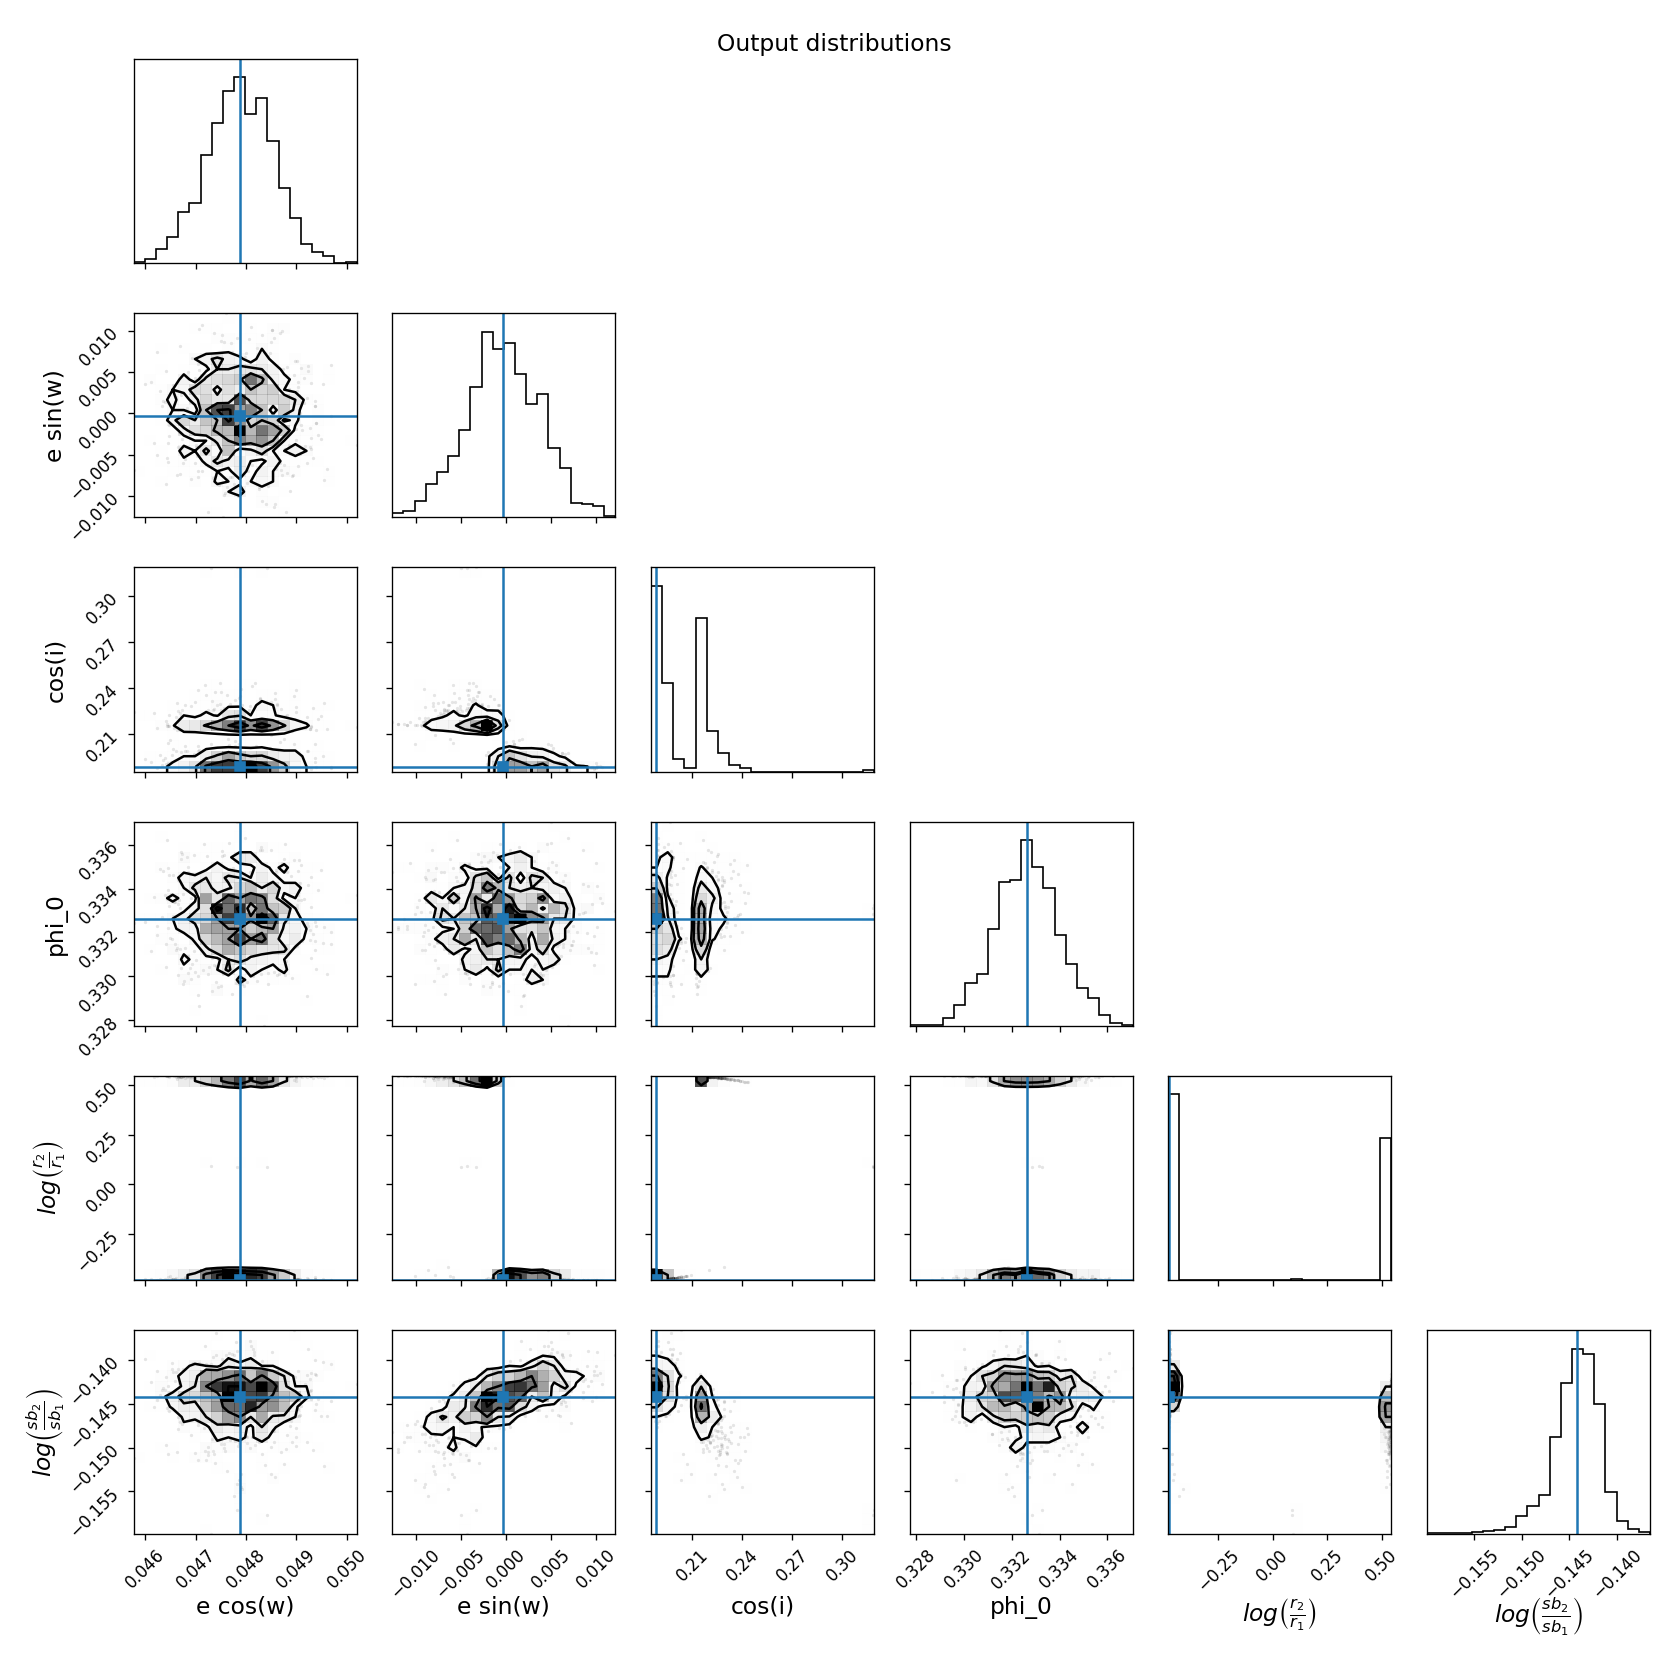 Output distributions
e sin(w)
0.010
0.005
0.000
−0.005
−0.010
cos(i)
0.30
0.27
0.24
0.21
phi_0
0.336
0.334
0.332
0.330
0.328
log(r2/r1)
0.50
0.25
0.00
−0.25
log(sb2/sb1)
−0.140
−0.145
−0.150
−0.155
0.046 0.047 0.048 0.049 0.050
e cos(w)
−0.010 −0.005 0.000 0.005 0.010
e sin(w)
0.21 0.24 0.27 0.30
cos(i)
0.328 0.330 0.332 0.334 0.336
phi_0
−0.25 0.00 0.25 0.50
log(r2/r1)
−0.155 −0.150 −0.145 −0.140
log(sb2/sb1)